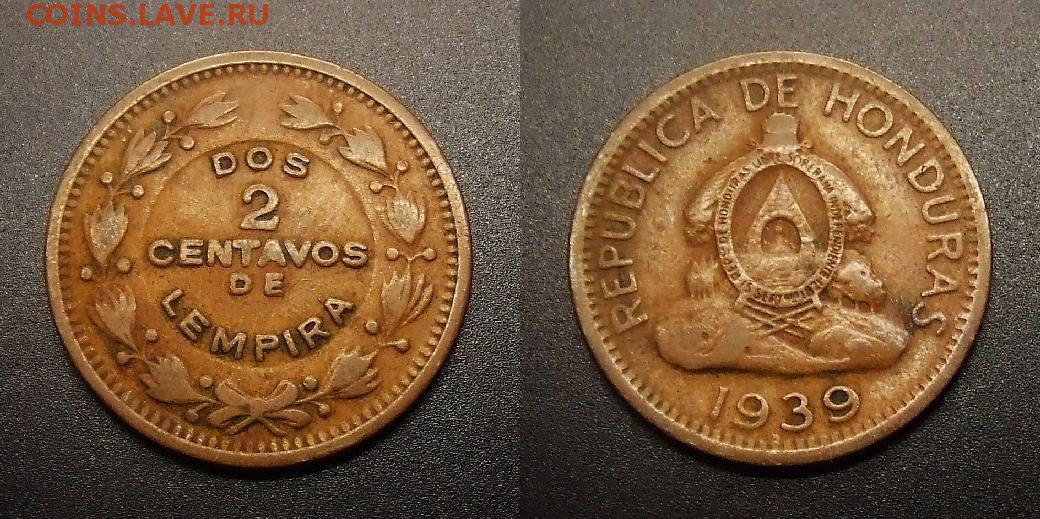 COINS.LAVE.RU
DOS
2
CENTAVOS
DE
LEMPIRA
REPUBLICA DE HONDURAS
1939